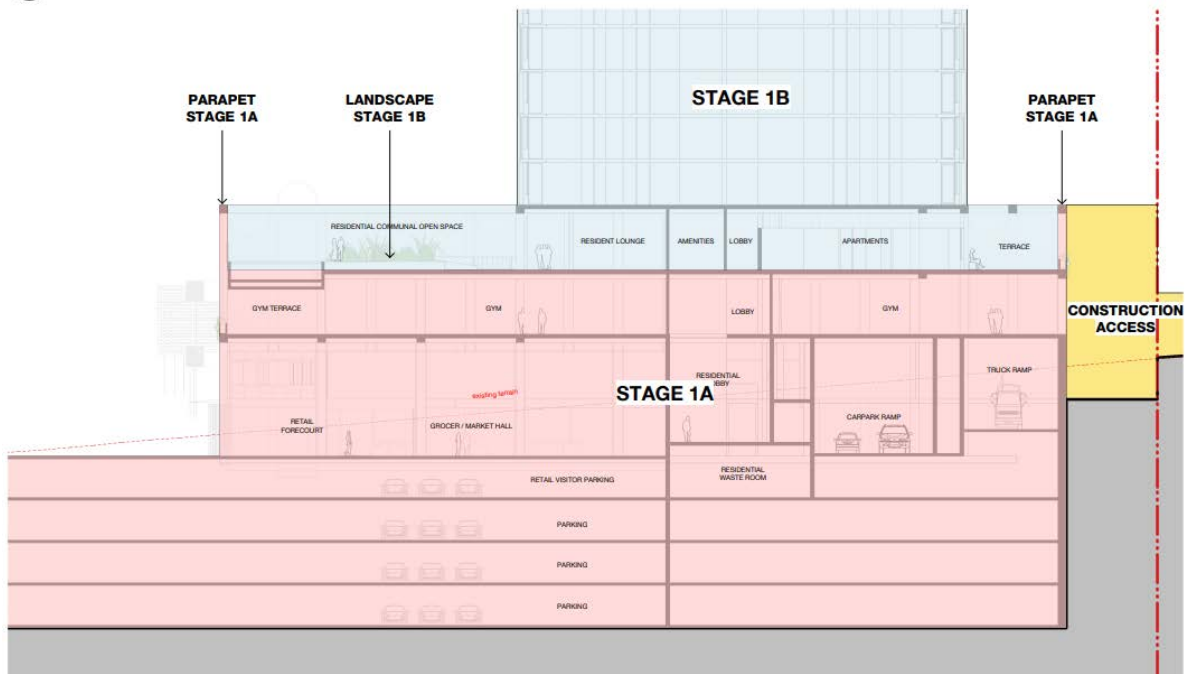 STAGE 1B
PARAPET
STAGE 1A
LANDSCAPE
STAGE 1B
PARAPET
STAGE 1A
RESIDENTIAL COMMUNAL OPEN SPACE
RESIDENT LOUNGE
AMENITIES
LOBBY
APARTMENTS
TERRACE
GYM TERRACE
GYM
LOBBY
GYM
CONSTRUCTION
ACCESS
RESIDENTIAL
LOBBY
STAGE 1A
TRUCK RAMP
existing terrain
RETAIL
FORECOURT
GROCER / MARKET HALL
CARPARK RAMP
RETAIL VISITOR PARKING
RESIDENTIAL
WASTE ROOM
PARKING
PARKING
PARKING